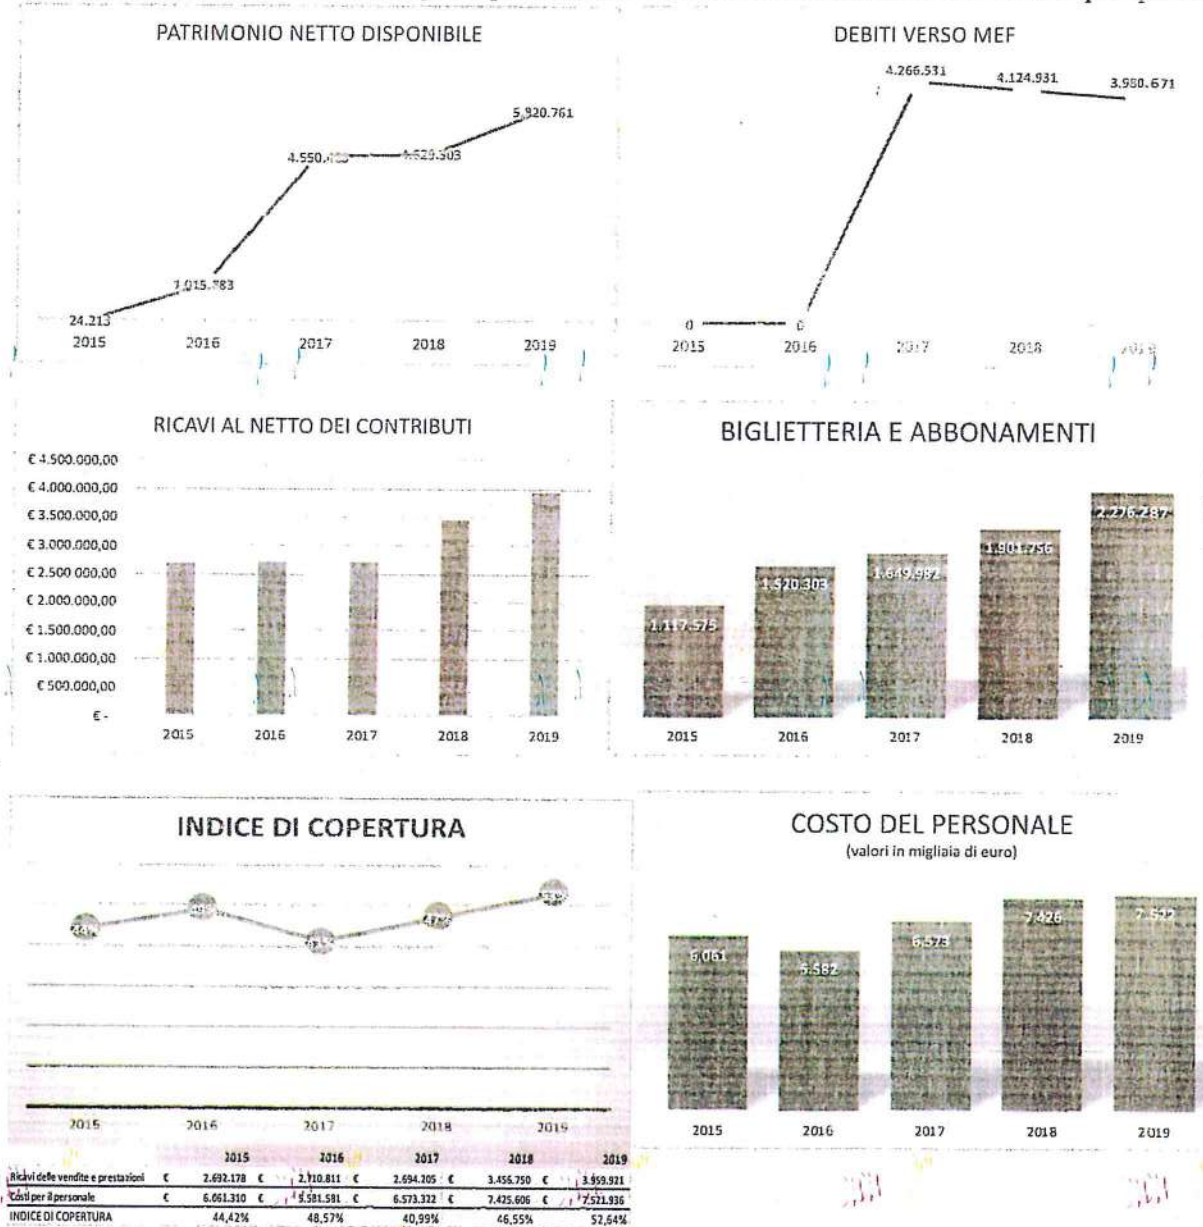 PATRIMONIO NETTO DISPONIBILE
5.920.761
24.213
2015 2016 2017 2018 2019
DEBITI VERSO MEF
4.266.531
4.124.931
3.980.671
0
0
2015 2016 2017 2018 2019
RICAVI AL NETTO DEI CONTRIBUTI
€ 4.500.000,00
€ 4.000.000,00
€ 3.500.000,00
€ 3.000.000,00
€ 2.500.000,00
€ 2.000.000,00
€ 1.500.000,00
€ 1.000.000,00
€ 500.000,00
€ -
2015 2016 2017 2018 2019
BIGLIETTERIA E ABBONAMENTI
1.117.575
1.520.303
1.649.982
1.901.756
2.276.287
2015 2016 2017 2018 2019
INDICE DI COPERTURA
44%
2015 2016 2017 2018 2019
2015 2016 2017 2018 2019
Ricavi delle vendite e prestazioni € 2.692.178 € 2.710.811 € 2.694.205 € 3.456.750 € 3.959.921
Costi per il personale € 6.061.310 € 5.581.581 € 6.573.322 € 7.425.606 € 7.521.936
INDICE DI COPERTURA 44,42% 48,57% 40,99% 46,55% 52,64%
COSTO DEL PERSONALE
(valori in migliaia di euro)
6.061
5.582
6.573
7.426
7.522
2015 2016 2017 2018 2019